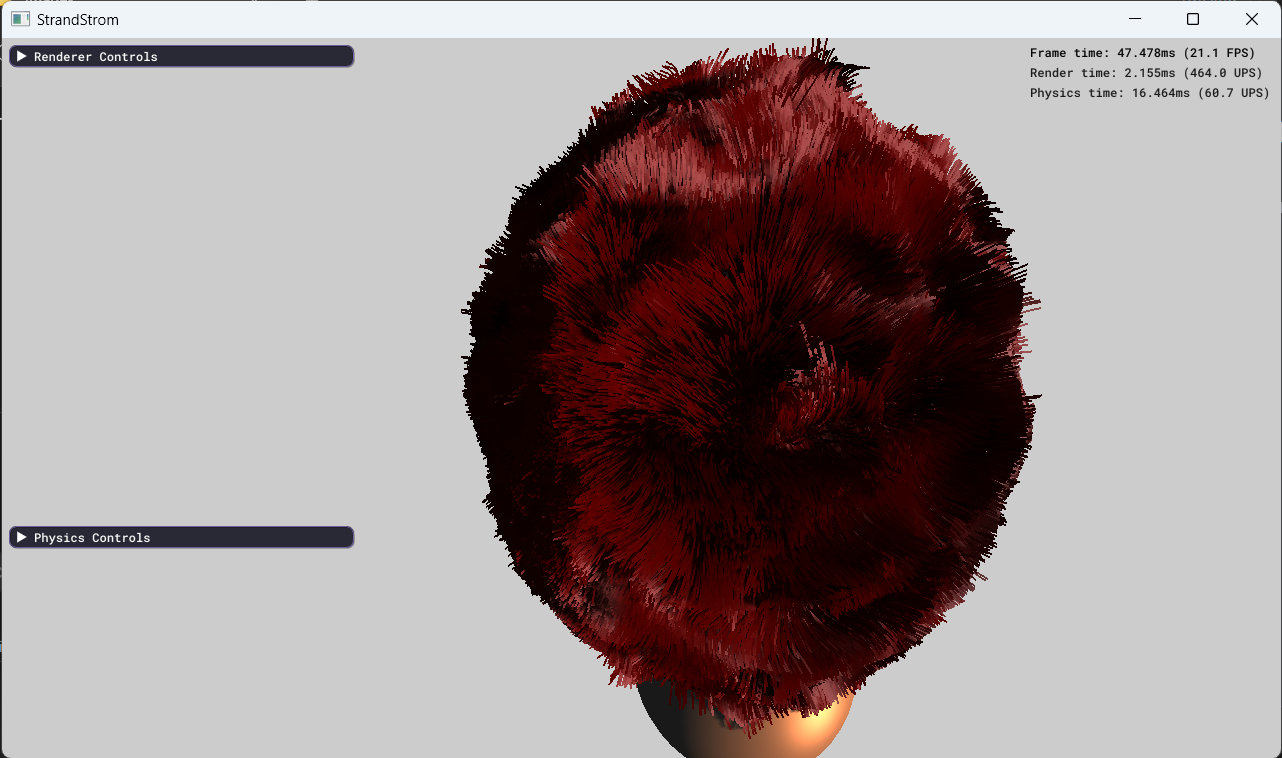 StrandStrom
Renderer Controls
Frame time: 47.478ms (21.1 FPS)
Render time: 2.155ms (464.0 UPS)
Physics time: 16.464ms (60.7 UPS)
Physics Controls